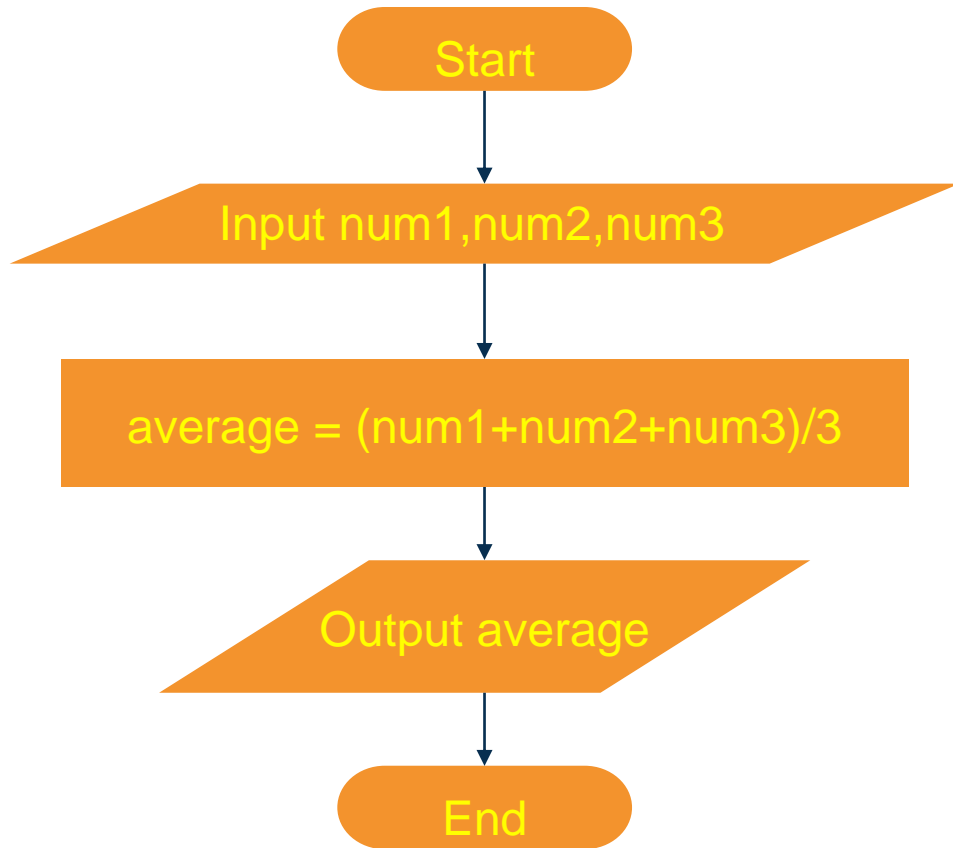 Start
Input num1,num2,num3
average = (num1+num2+num3)/3
Output average
End